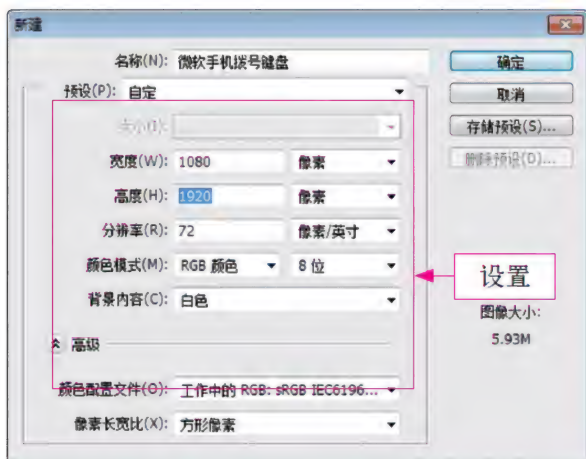 新建
名称(N): 微软手机拨号键盘
确定
预设(P): 自定
取消
大小(I):
存储预设(S)...
宽度(W): 1080 像素
删除预设(D)...
高度(H): 1920 像素
分辨率(R): 72 像素/英寸
颜色模式(M): RGB 颜色 8 位
设置
背景内容(C): 白色
图像大小:
5.93M
高级
颜色配置文件(O): 工作中的 RGB: sRGB IEC6196...
像素长宽比(X): 方形像素